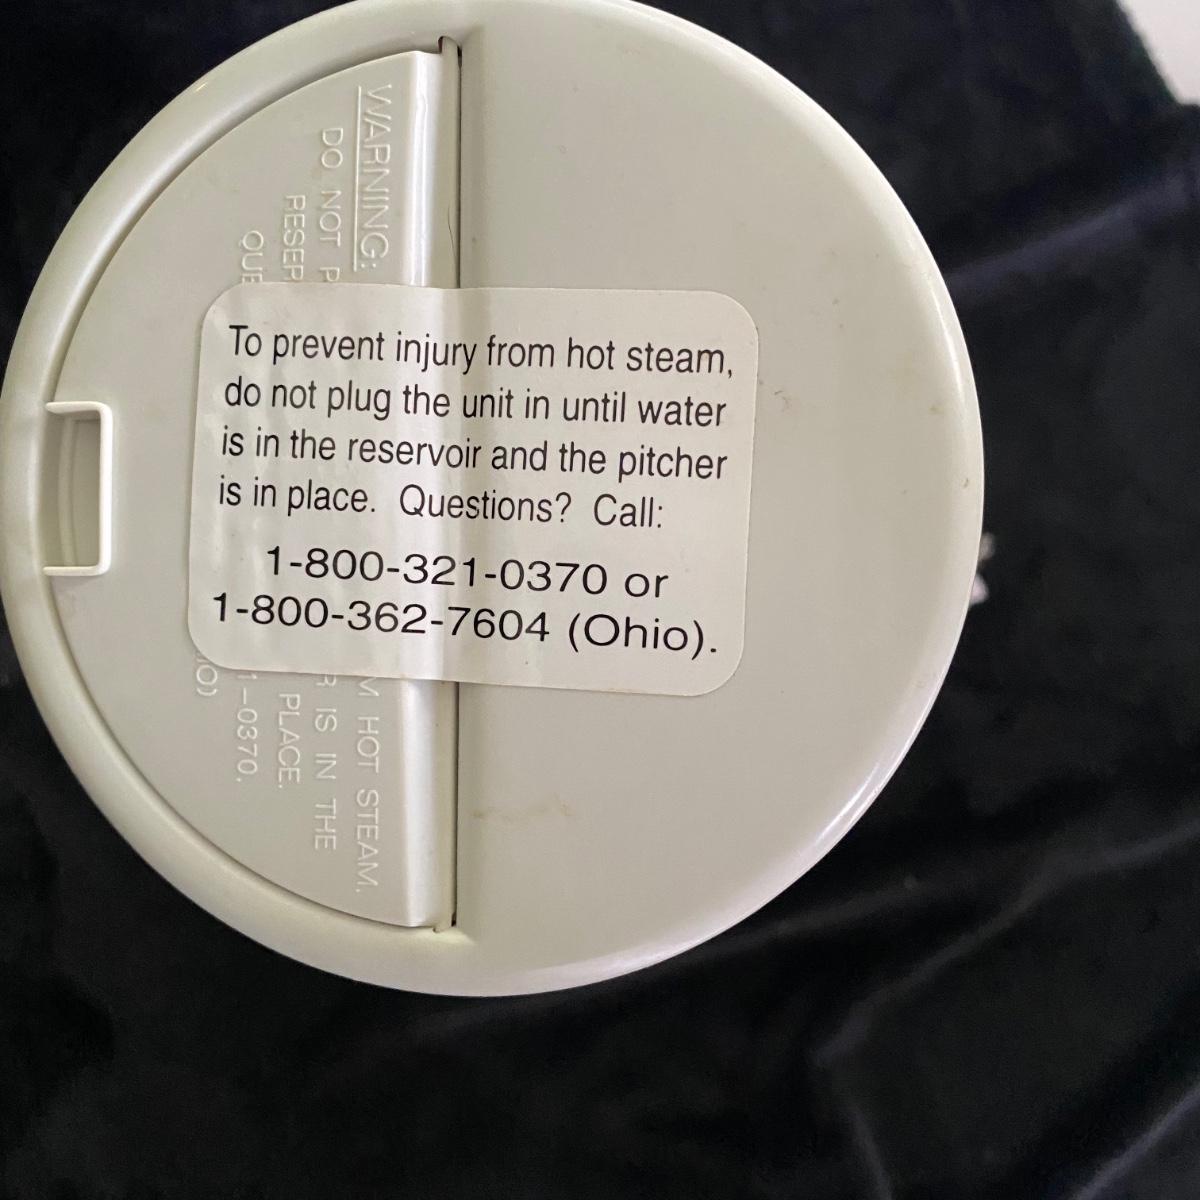 WARNING:
DO NOT
HOT STEAM.
IS IN THE
PLACE.
1-0370.
To prevent injury from hot steam,
do not plug the unit in until water
is in the reservoir and the pitcher
is in place. Questions? Call:
1-800-321-0370 or
1-800-362-7604 (Ohio).